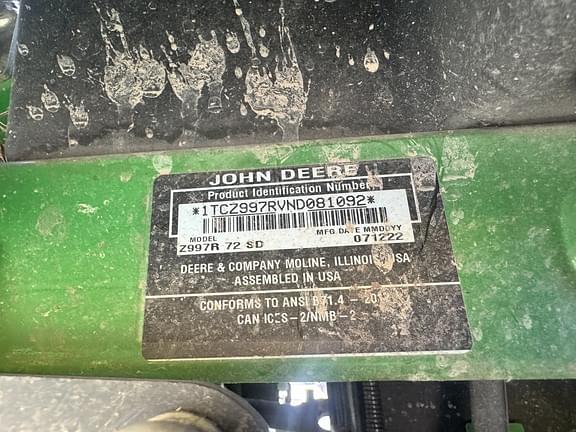 JOHN DEERE
Product Identification Number
*1TCZ997RVND081092*
MODEL MFG.DATE MMDDYY
Z997R 72 SD 071222
DEERE & COMPANY MOLINE, ILLINOIS, USA
ASSEMBLED IN USA
CONFORMS TO ANSI B71.4 -
CAN ICES-2/NMB-2